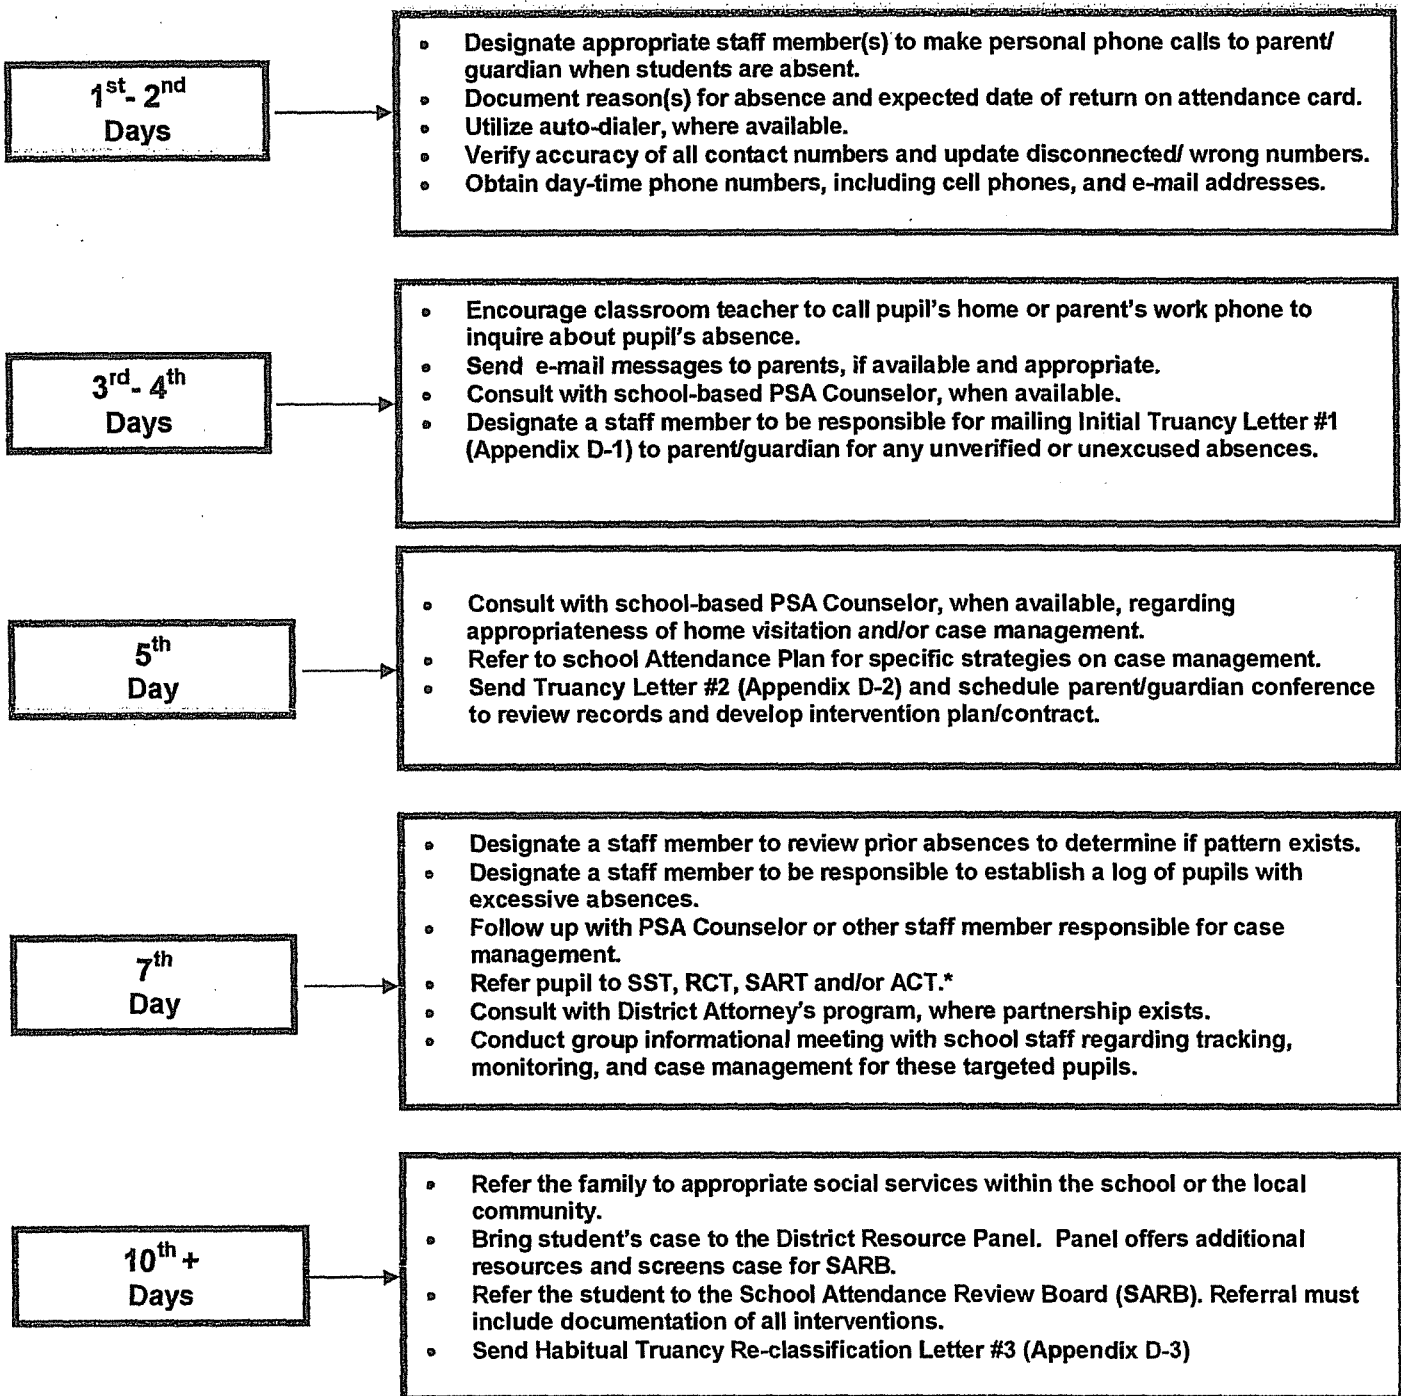 1st- 2nd
Days
• Designate appropriate staff member(s) to make personal phone calls to parent/
guardian when students are absent.
• Document reason(s) for absence and expected date of return on attendance card.
• Utilize auto-dialer, where available.
• Verify accuracy of all contact numbers and update disconnected/ wrong numbers.
• Obtain day-time phone numbers, including cell phones, and e-mail addresses.
3rd- 4th
Days
• Encourage classroom teacher to call pupil's home or parent's work phone to
inquire about pupil's absence.
• Send e-mail messages to parents, if available and appropriate.
• Consult with school-based PSA Counselor, when available.
• Designate a staff member to be responsible for mailing Initial Truancy Letter #1
(Appendix D-1) to parent/guardian for any unverified or unexcused absences.
5th
Day
• Consult with school-based PSA Counselor, when available, regarding
appropriateness of home visitation and/or case management.
• Refer to school Attendance Plan for specific strategies on case management.
• Send Truancy Letter #2 (Appendix D-2) and schedule parent/guardian conference
to review records and develop intervention plan/contract.
7th
Day
• Designate a staff member to review prior absences to determine if pattern exists.
• Designate a staff member to be responsible to establish a log of pupils with
excessive absences.
• Follow up with PSA Counselor or other staff member responsible for case
management.
• Refer pupil to SST, RCT, SART and/or ACT.*
• Consult with District Attorney's program, where partnership exists.
• Conduct group informational meeting with school staff regarding tracking,
monitoring, and case management for these targeted pupils.
10th +
Days
• Refer the family to appropriate social services within the school or the local
community.
• Bring student's case to the District Resource Panel. Panel offers additional
resources and screens case for SARB.
• Refer the student to the School Attendance Review Board (SARB). Referral must
include documentation of all interventions.
• Send Habitual Truancy Re-classification Letter #3 (Appendix D-3)